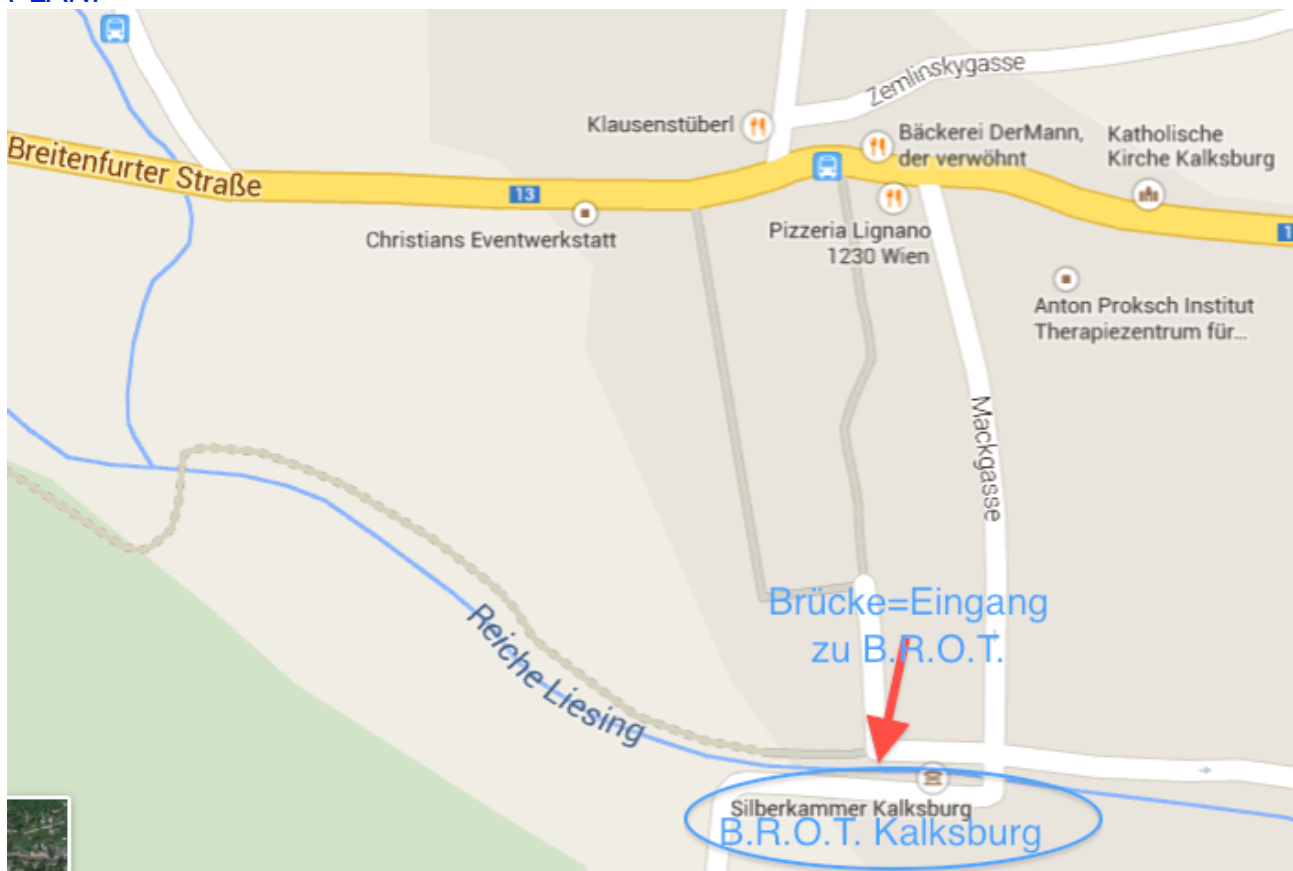 PLAN:
Zemlinskygasse
Klausenstüberl
Bäckerei DerMann,
der verwöhnt
Katholische
Kirche Kalksburg
Breitenfurter Straße
13
Christians Eventwerkstatt
Pizzeria Lignano
1230 Wien
Anton Proksch Institut
Therapiezentrum für...
Mackgasse
Brücke=Eingang
zu B.R.O.T.
Reiche Liesing
Silberkammer Kalksburg
B.R.O.T. Kalksburg